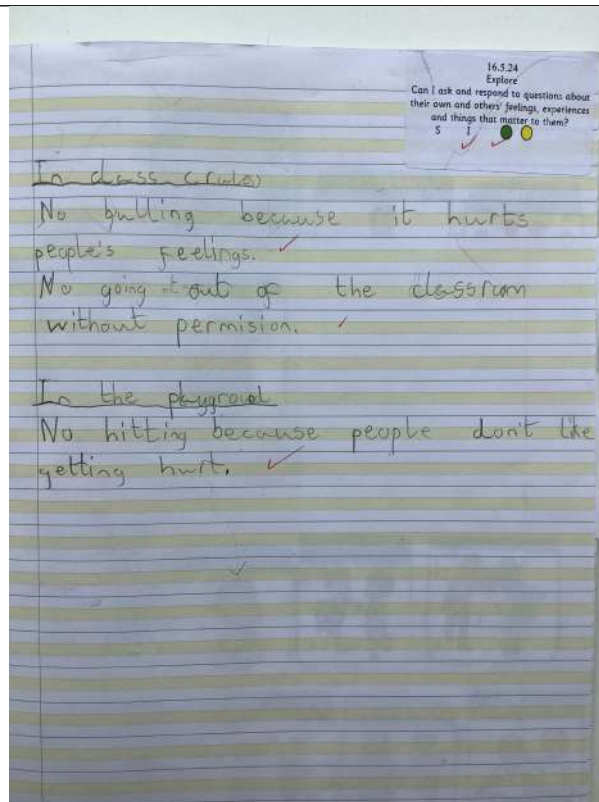 16.5.24
Explore
Can I ask and respond to questions about
their own and others' feelings, experiences
and things that matter to them?
S I
In class (rules)
No bulling because it hurts
people's feelings.
No going out of the classrom
without permision.
In the playgroud
No hitting because people don't like
getting hurt.